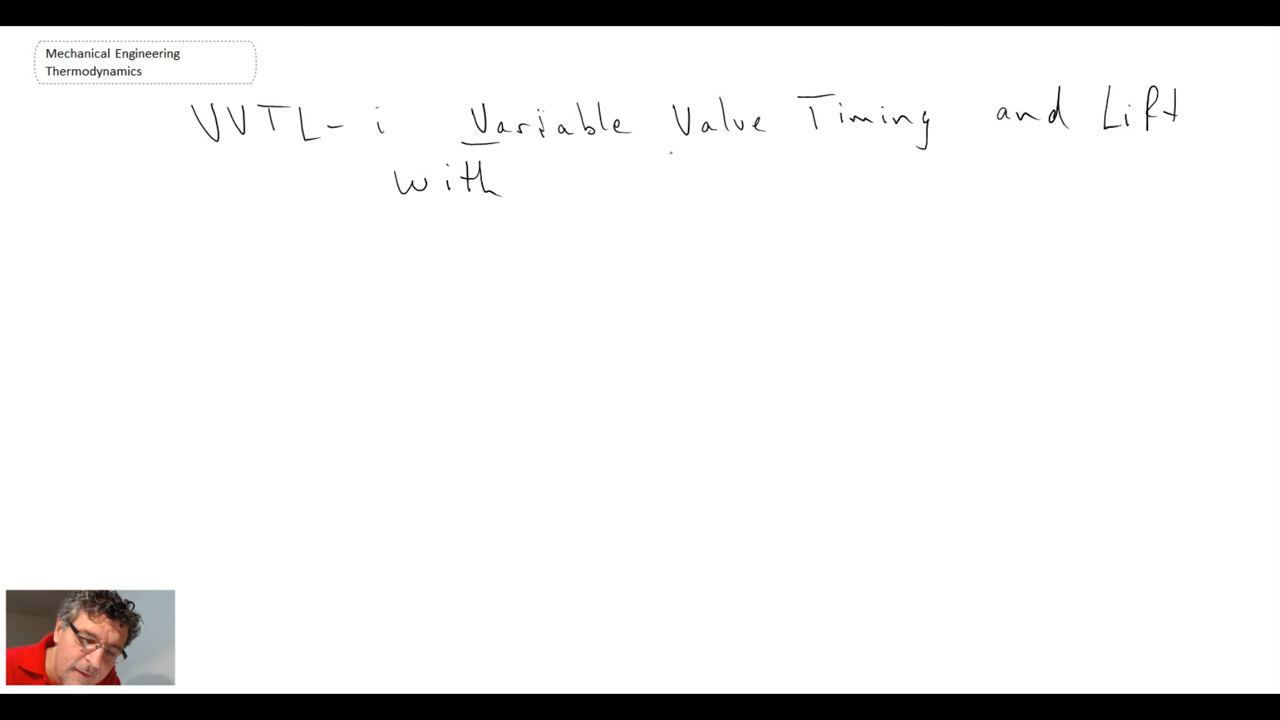 Mechanical Engineering
Thermodynamics
VVTL-i Variable Valve Timing and Lift
with